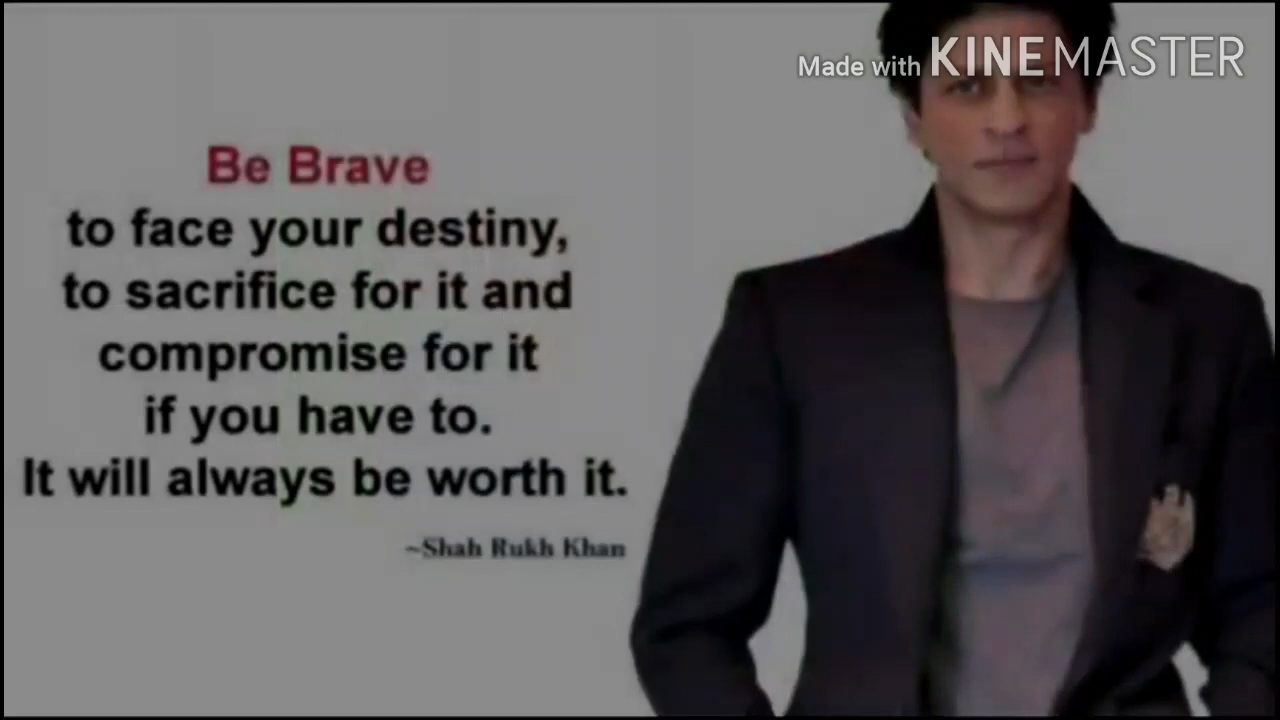 Made with KINEMASTER
Be Brave
to face your destiny,
to sacrifice for it and
compromise for it
if you have to.
It will always be worth it.
~Shah Rukh Khan